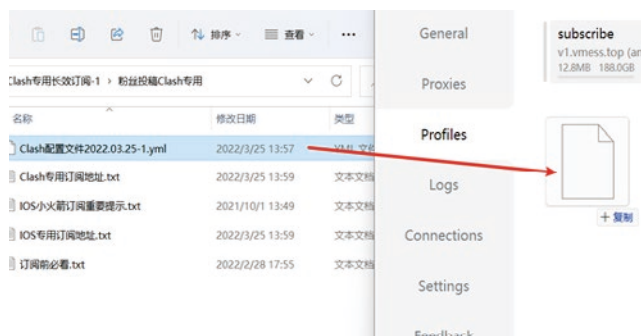 排序
查看
Clash专用长效订阅-1 › 粉丝投稿Clash专用
名称
修改日期
类型
Clash配置文件2022.03.25-1.yml
2022/3/25 13:57
YML 文件
Clash专用订阅地址.txt
2022/3/25 13:59
文本文档
IOS小火箭订阅重要提示.txt
2021/10/1 13:49
文本文档
IOS专用订阅地址.txt
2022/3/25 13:59
文本文档
订阅前必看.txt
2022/2/28 17:55
文本文档
General
Proxies
Profiles
Logs
Connections
Settings
Feedback
subscribe
v1.vmess.top
12.8MB 188.0GB
+ 复制